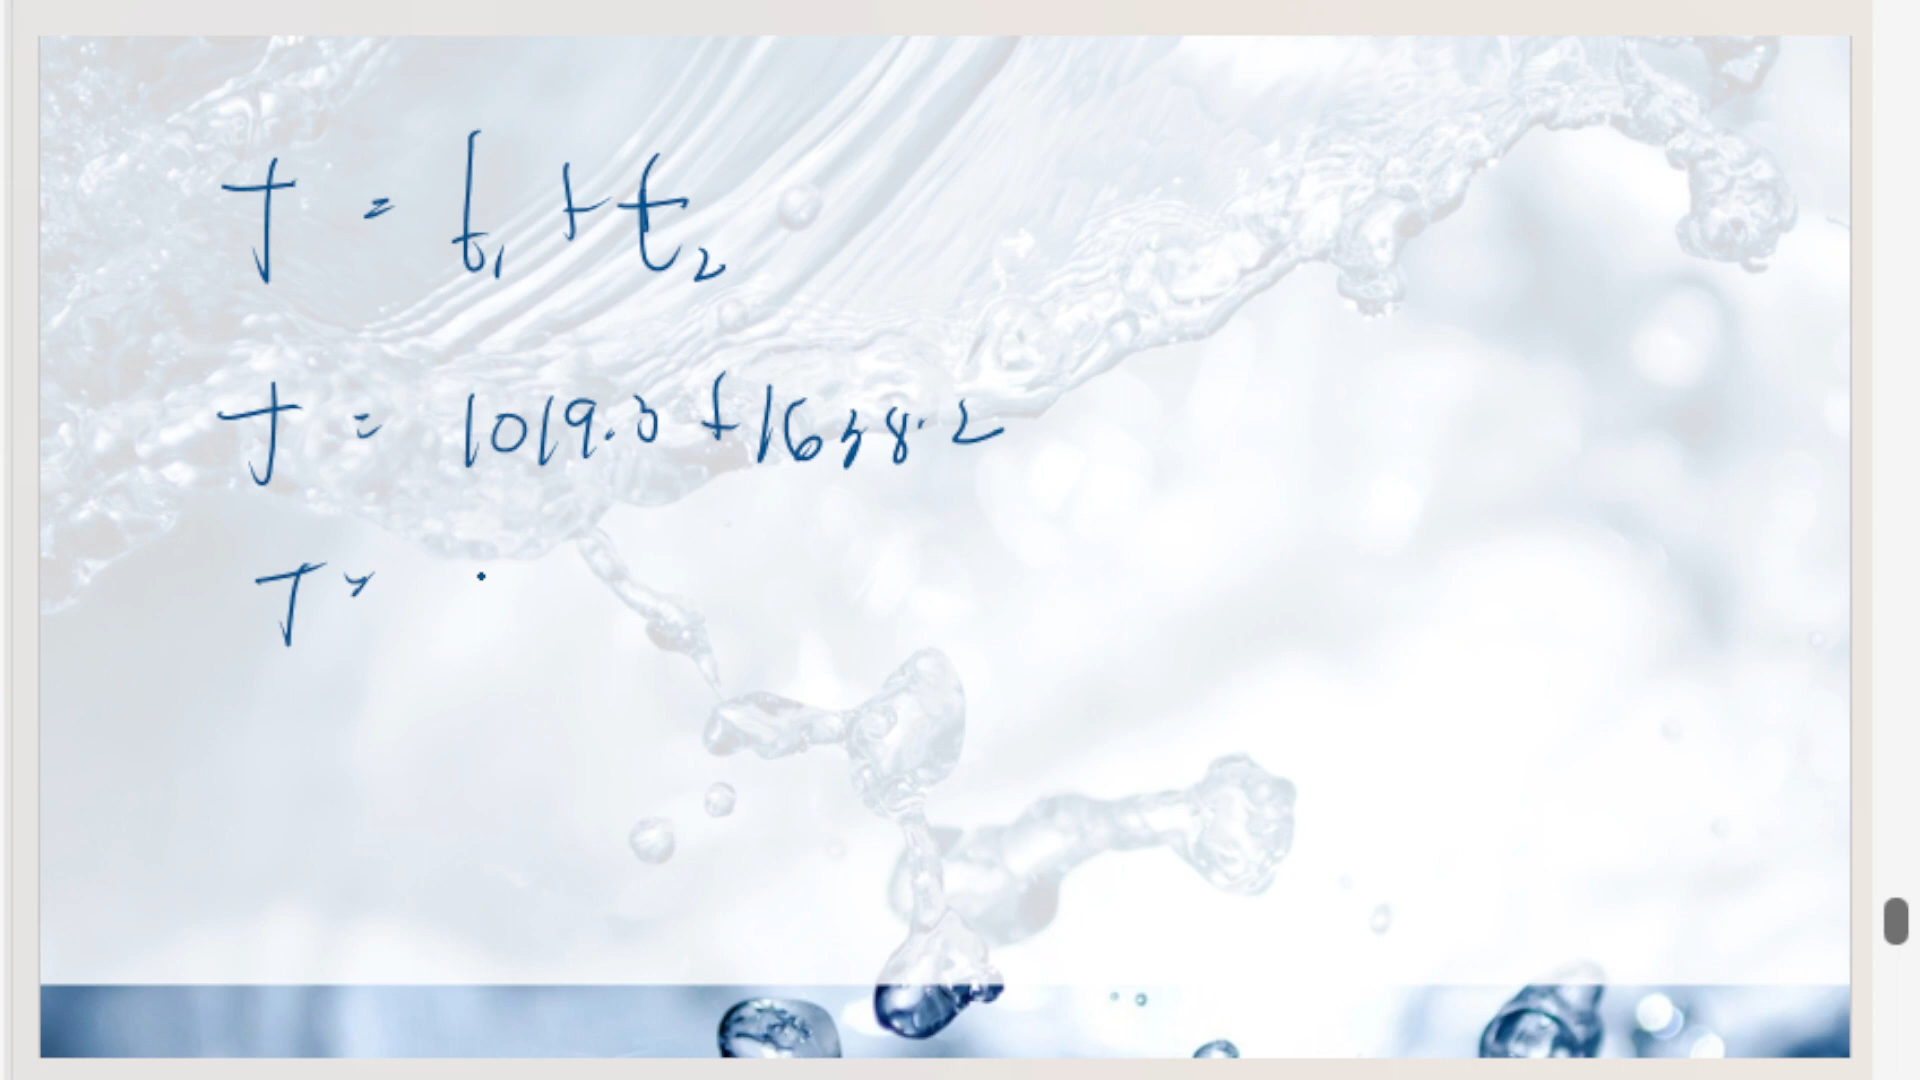 T = t₁ + t₂
T = 1019.3 + 1638.2
T =